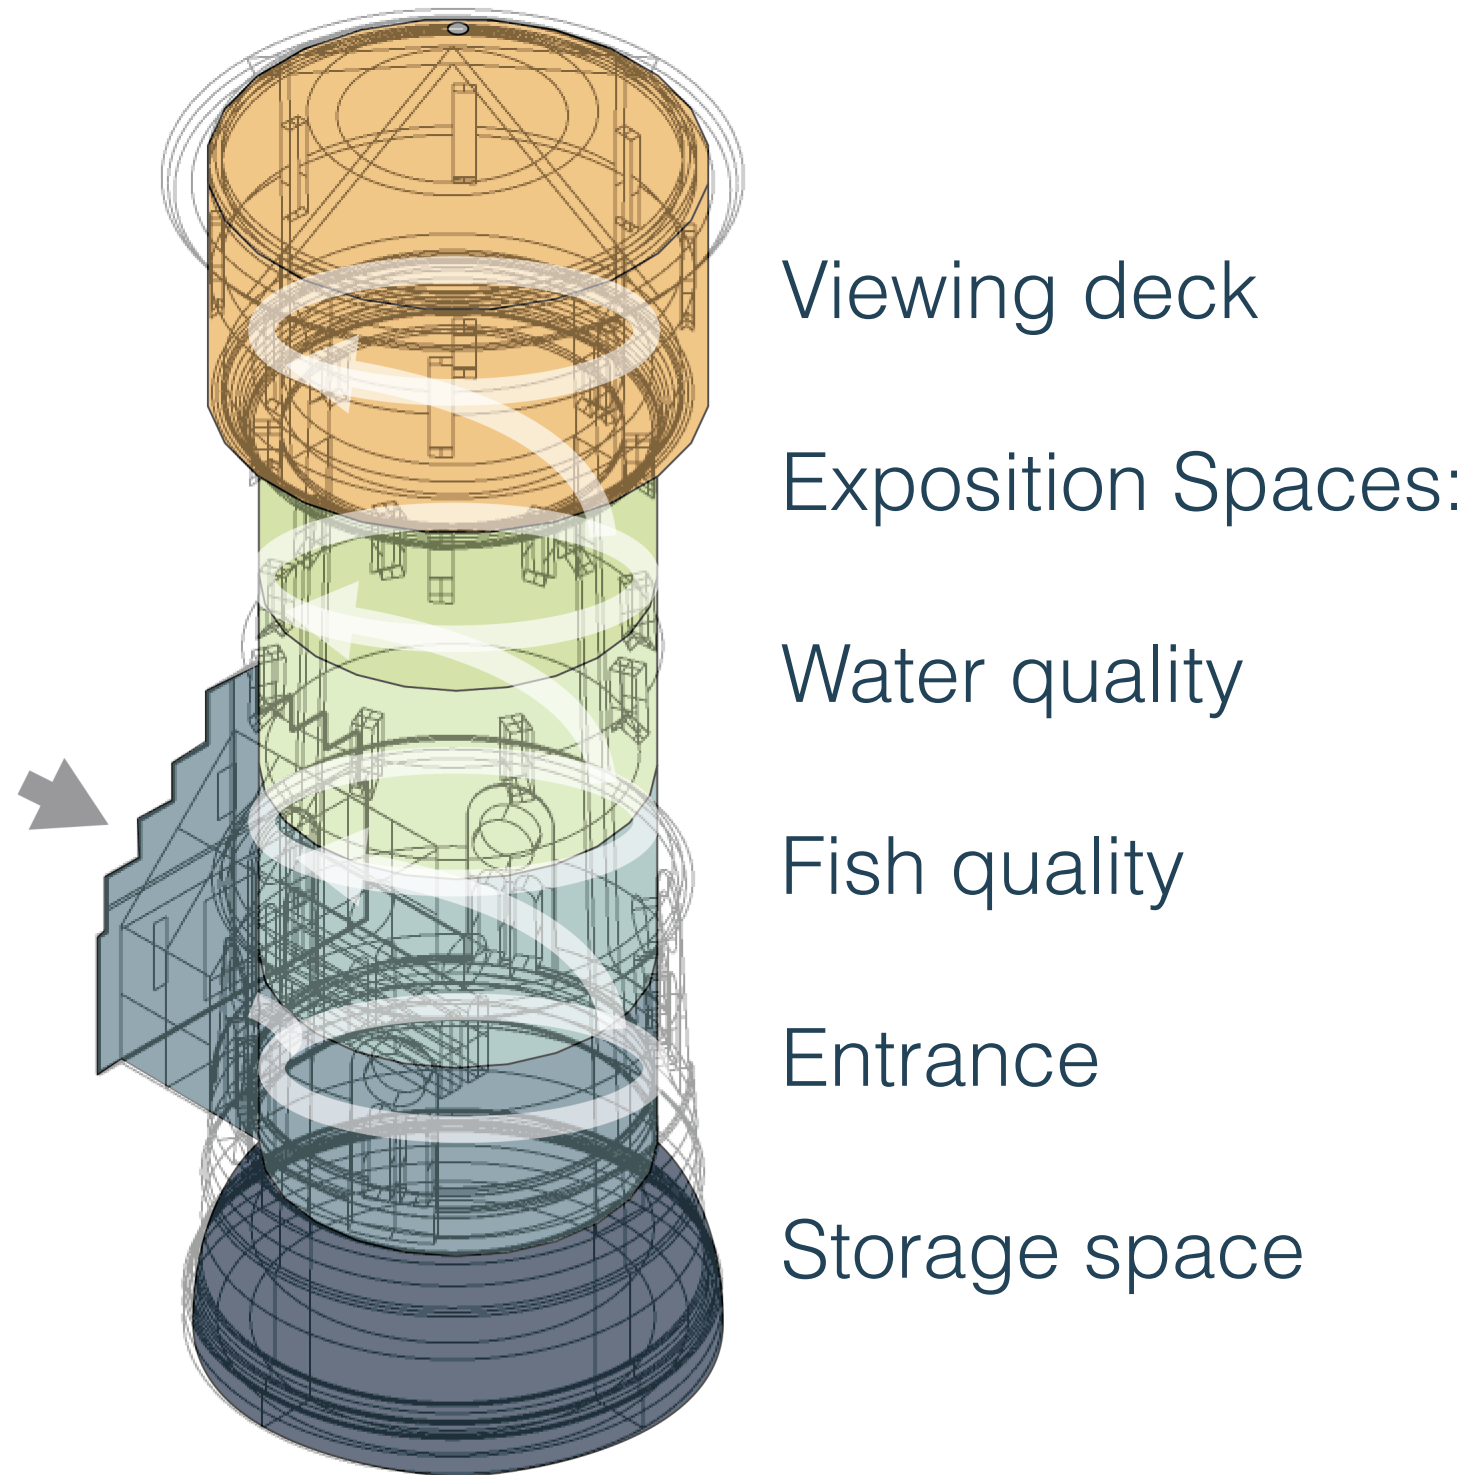 Viewing deck
Exposition Spaces:
Water quality
Fish quality
Entrance
Storage space